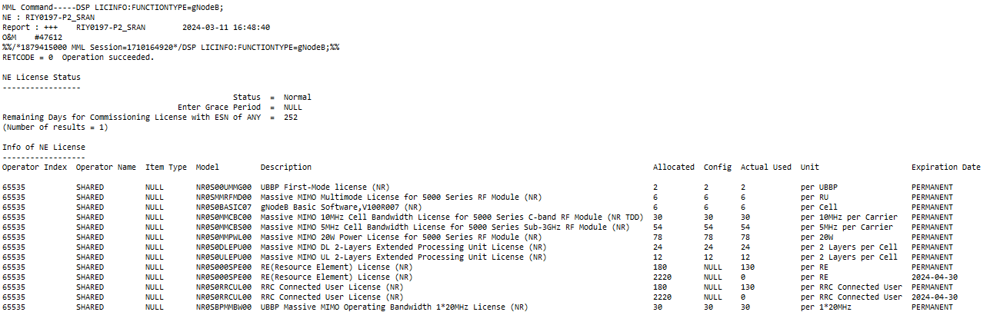 MML Command-----DSP LICINFO:FUNCTIONTYPE=gNodeB;
NE : RIY0197-P2_SRAN
Report : +++    RIY0197-P2_SRAN        2024-03-11 16:48:40
O&M    #47612
%%/*1879415000 MML Session=1710164920*/DSP LICINFO:FUNCTIONTYPE=gNodeB;%%
RETCODE = 0  Operation succeeded.

NE License Status
-----------------
Status  =  Normal
Enter Grace Period  =  NULL
Remaining Days for Commissioning License with ESN of ANY  =  252
(Number of results = 1)

Info of NE License
------------------
Operator Index  Operator Name  Item Type  Model  Description  Allocated  Config  Actual Used  Unit  Expiration Date

65535  SHARED  NULL  NR0S00UMMG00  UBBP First-Mode license (NR)  2  2  2  per UBBP  PERMANENT
65535  SHARED  NULL  NR0SMMRFMD00  Massive MIMO Multimode License for 5000 Series RF Module (NR)  6  6  6  per RU  PERMANENT
65535  SHARED  NULL  NR0S0BASIC07  gNodeB Basic Software,V100R007 (NR)  6  6  6  per Cell  PERMANENT
65535  SHARED  NULL  NR0S0MMCBC00  Massive MIMO 10MHz Cell Bandwidth License for 5000 Series C-band RF Module (NR TDD)  30  30  30  per 10MHz per Carrier  PERMANENT
65535  SHARED  NULL  NR0S0MMCBS00  Massive MIMO 5MHz Cell Bandwidth License for 5000 Series Sub-3GHz RF Module (NR)  54  54  54  per 5MHz per Carrier  PERMANENT
65535  SHARED  NULL  NR0S0MMPWL00  Massive MIMO 20W Power License for 5000 Series RF Module (NR)  78  78  78  per 20W  PERMANENT
65535  SHARED  NULL  NR0S0DLEPU00  Massive MIMO DL 2-Layers Extended Processing Unit License (NR)  24  24  24  per 2 Layers per Cell  PERMANENT
65535  SHARED  NULL  NR0S0ULEPU00  Massive MIMO UL 2-Layers Extended Processing Unit License (NR)  12  12  12  per 2 Layers per Cell  PERMANENT
65535  SHARED  NULL  NR0S000SPE00  RE(Resource Element) License (NR)  180  NULL  130  per RE  PERMANENT
65535  SHARED  NULL  NR0S000SPE00  RE(Resource Element) License (NR)  2220  NULL  0  per RE  2024-04-30
65535  SHARED  NULL  NR0S0RRCUL00  RRC Connected User License (NR)  180  NULL  130  per RRC Connected User  PERMANENT
65535  SHARED  NULL  NR0S0RRCUL00  RRC Connected User License (NR)  2220  NULL  0  per RRC Connected User  2024-04-30
65535  SHARED  NULL  NR0SBPMMBW00  UBBP Massive MIMO Operating Bandwidth 1*20MHz License (NR)  30  30  30  per 1*20MHz  PERMANENT